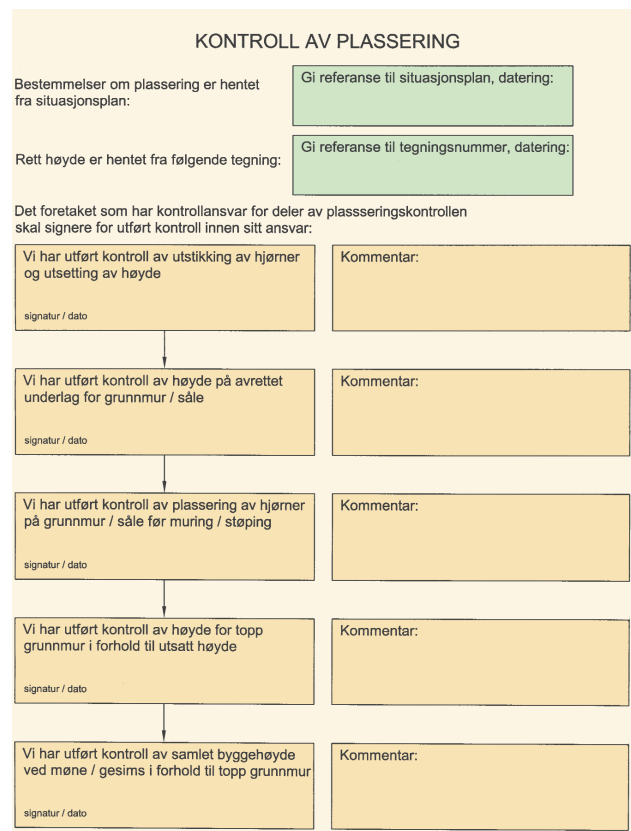 KONTROLL AV PLASSERING
Bestemmelser om plassering er hentet
fra situasjonsplan:
Gi referanse til situasjonsplan, datering:
Rett høyde er hentet fra følgende tegning:
Gi referanse til tegningsnummer, datering:
Det foretaket som har kontrollansvar for deler av plassseringskontrollen
skal signere for utført kontroll innen sitt ansvar:
Vi har utført kontroll av utstikking av hjørner
og utsetting av høyde
signatur / dato
Kommentar:
Vi har utført kontroll av høyde på avrettet
underlag for grunnmur / såle
signatur / dato
Kommentar:
Vi har utført kontroll av plassering av hjørner
på grunnmur / såle før muring / støping
signatur / dato
Kommentar:
Vi har utført kontroll av høyde for topp
grunnmur i forhold til utsatt høyde
signatur / dato
Kommentar:
Vi har utført kontroll av samlet byggehøyde
ved møne / gesims i forhold til topp grunnmur
signatur / dato
Kommentar: